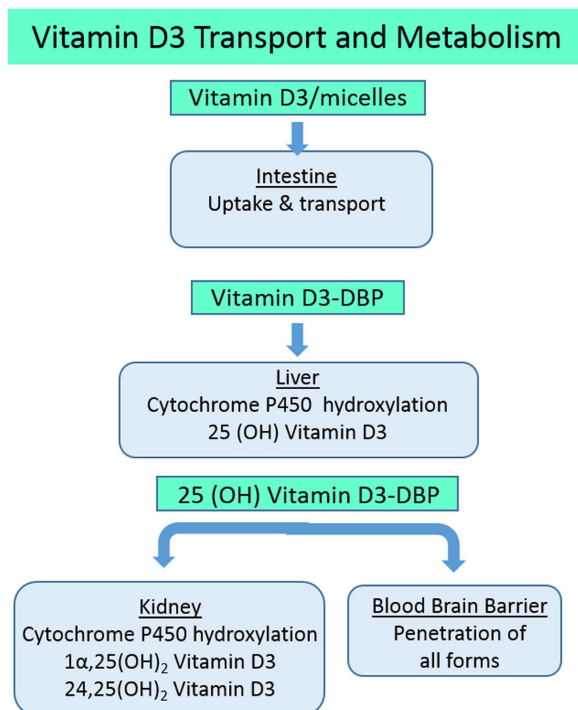 Vitamin D3 Transport and Metabolism
Vitamin D3/micelles
Intestine
Uptake & transport
Vitamin D3-DBP
Liver
Cytochrome P450 hydroxylation
25 (OH) Vitamin D3
25 (OH) Vitamin D3-DBP
Kidney
Cytochrome P450 hydroxylation
1α,25(OH)₂ Vitamin D3
24,25(OH)₂ Vitamin D3
Blood Brain Barrier
Penetration of
all forms